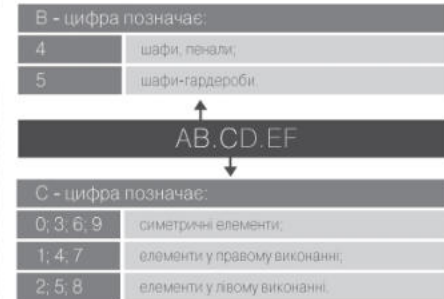 В - цифра позначає:
4 шафи, пенали;
5 шафи-гардероби.
AB.CD.EF
С - цифра позначає:
0; 3; 6; 9 симетричні елементи;
1; 4; 7 елементи у правому виконанні;
2; 5; 8 елементи у лівому виконанні.